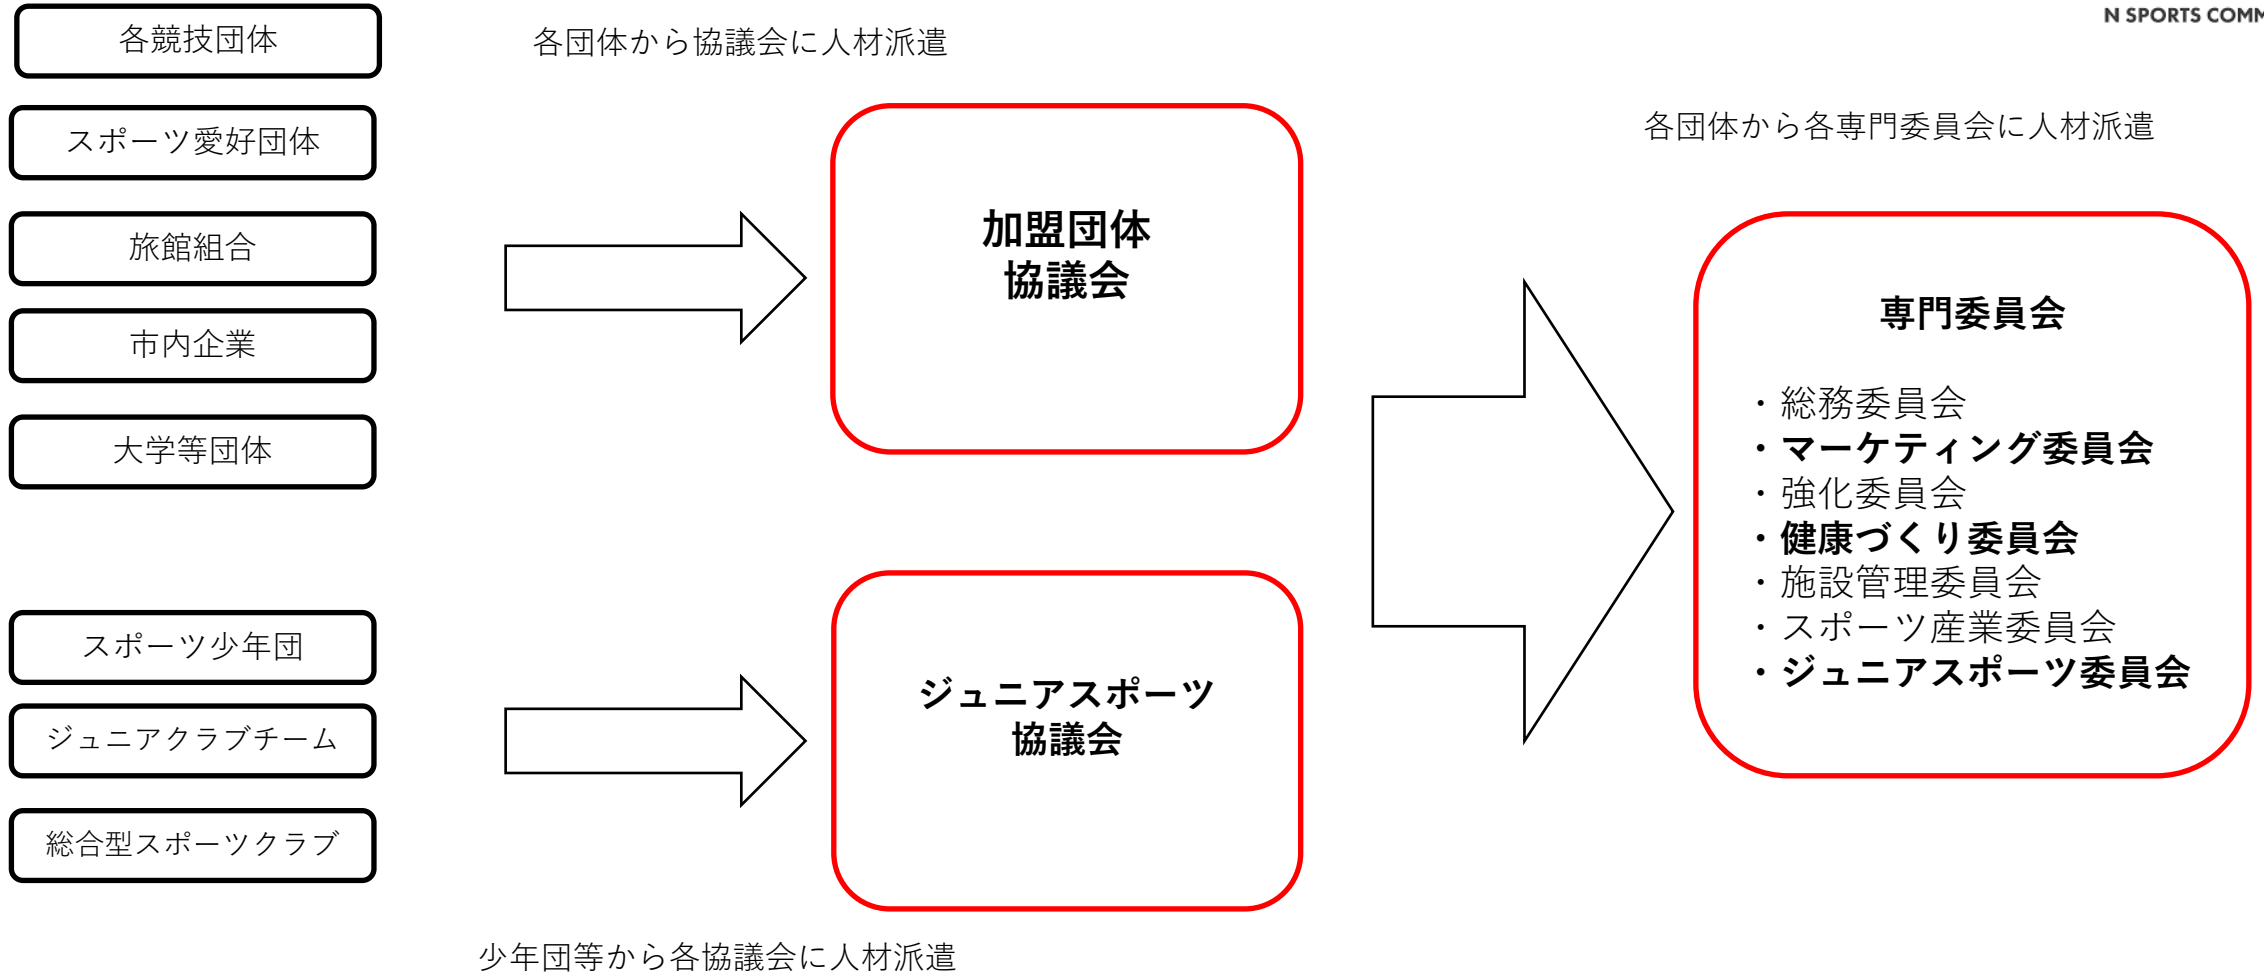 N SPORTS COMM
各競技団体
スポーツ愛好団体
旅館組合
市内企業
大学等団体
スポーツ少年団
ジュニアクラブチーム
総合型スポーツクラブ
各団体から協議会に人材派遣
加盟団体
協議会
ジュニアスポーツ
協議会
少年団等から各協議会に人材派遣
各団体から各専門委員会に人材派遣
専門委員会
・総務委員会
・マーケティング委員会
・強化委員会
・健康づくり委員会
・施設管理委員会
・スポーツ産業委員会
・ジュニアスポーツ委員会